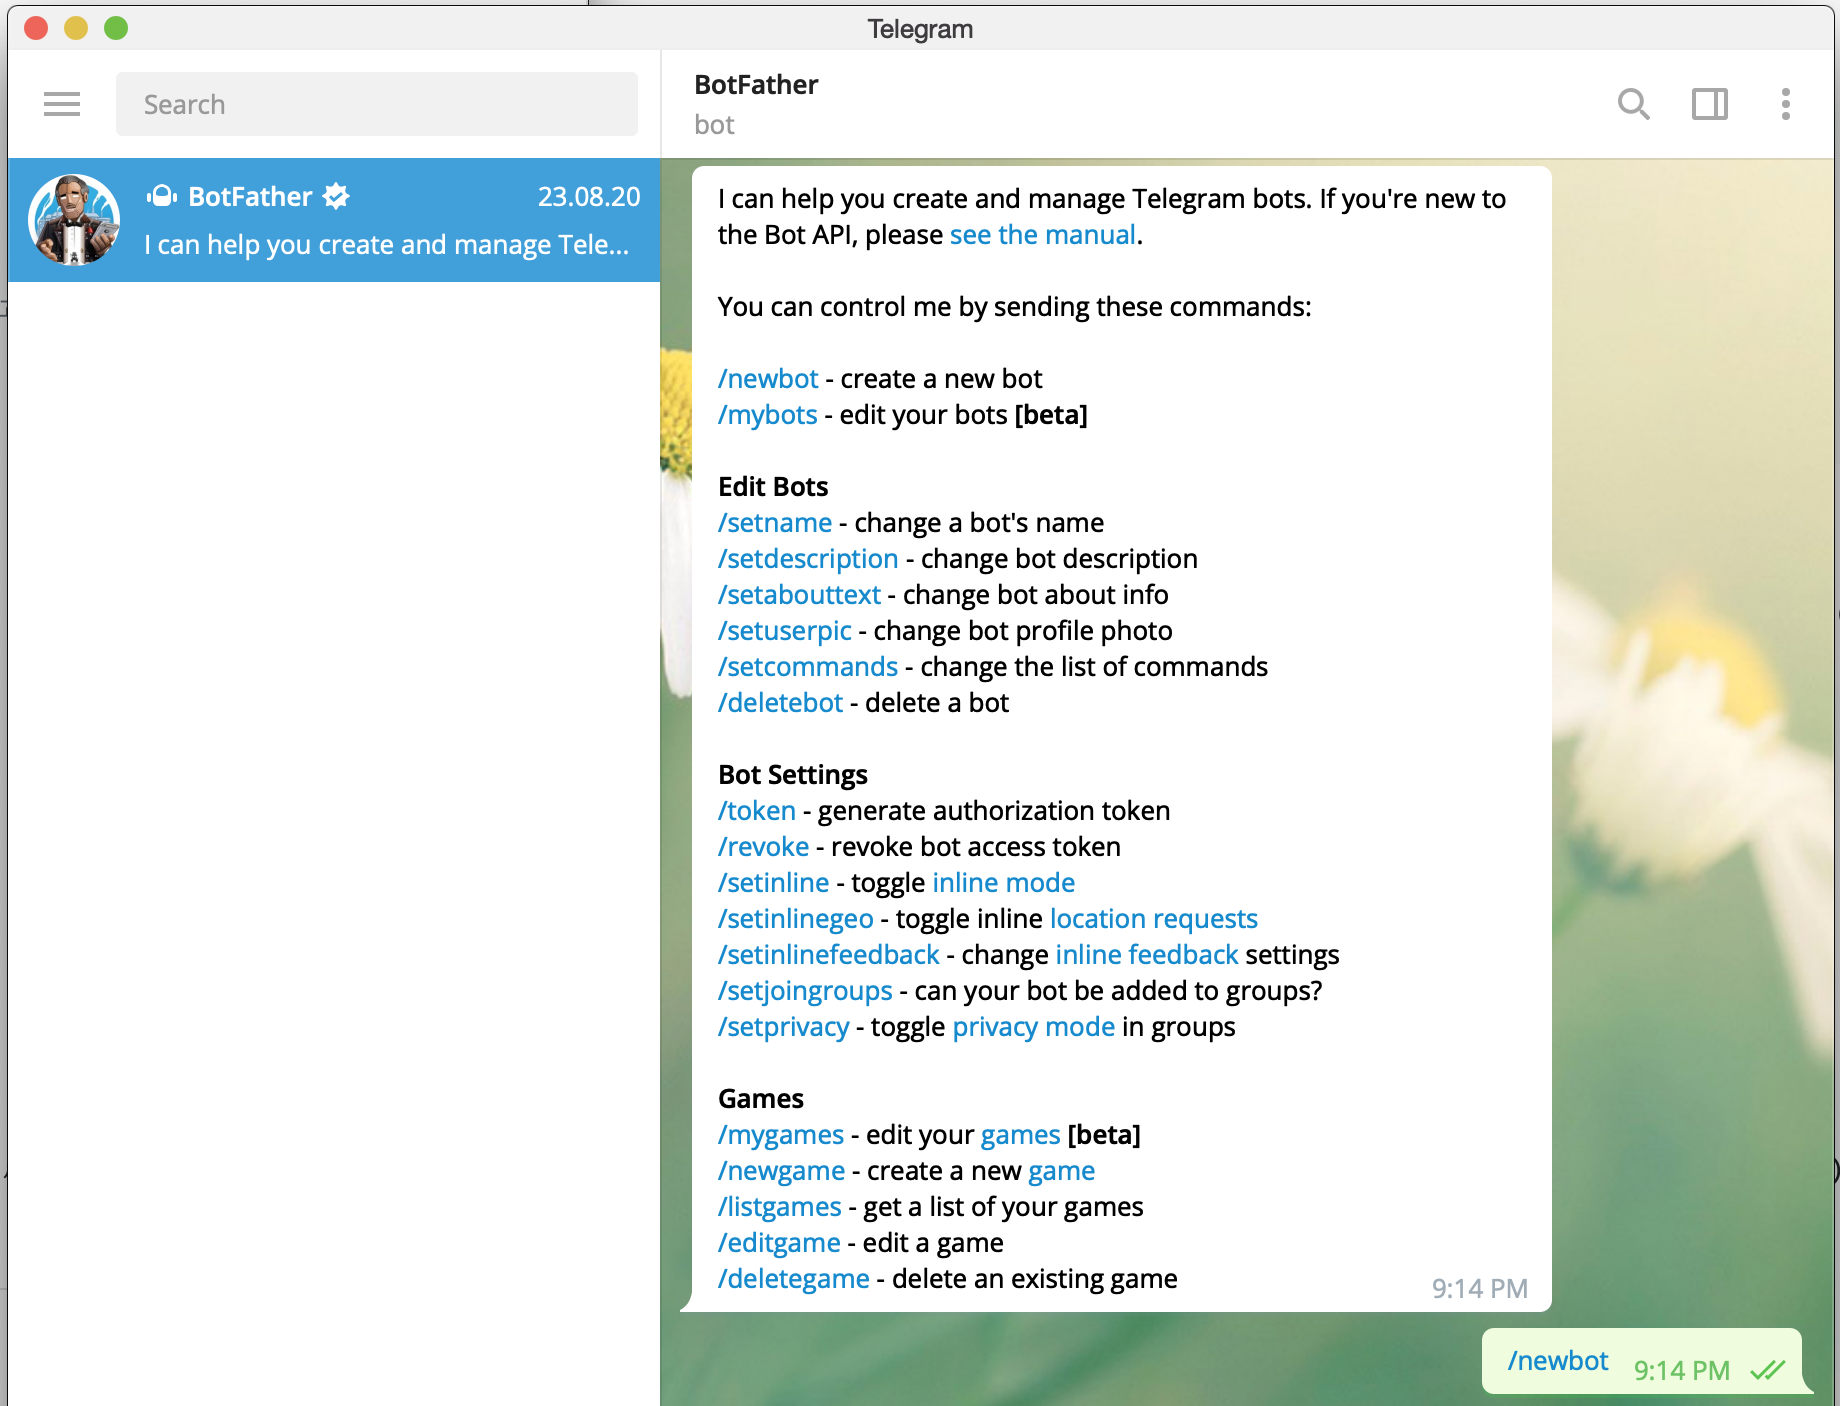 Telegram
Search
BotFather
23.08.20
I can help you create and manage Tele...
BotFather
bot
I can help you create and manage Telegram bots. If you're new to
the Bot API, please see the manual.
You can control me by sending these commands:
/newbot - create a new bot
/mybots - edit your bots [beta]
Edit Bots
/setname - change a bot's name
/setdescription - change bot description
/setabouttext - change bot about info
/setuserpic - change bot profile photo
/setcommands - change the list of commands
/deletebot - delete a bot
Bot Settings
/token - generate authorization token
/revoke - revoke bot access token
/setinline - toggle inline mode
/setinlinegeo - toggle inline location requests
/setinlinefeedback - change inline feedback settings
/setjoingroups - can your bot be added to groups?
/setprivacy - toggle privacy mode in groups
Games
/mygames - edit your games [beta]
/newgame - create a new game
/listgames - get a list of your games
/editgame - edit a game
/deletegame - delete an existing game
9:14 PM
/newbot
9:14 PM